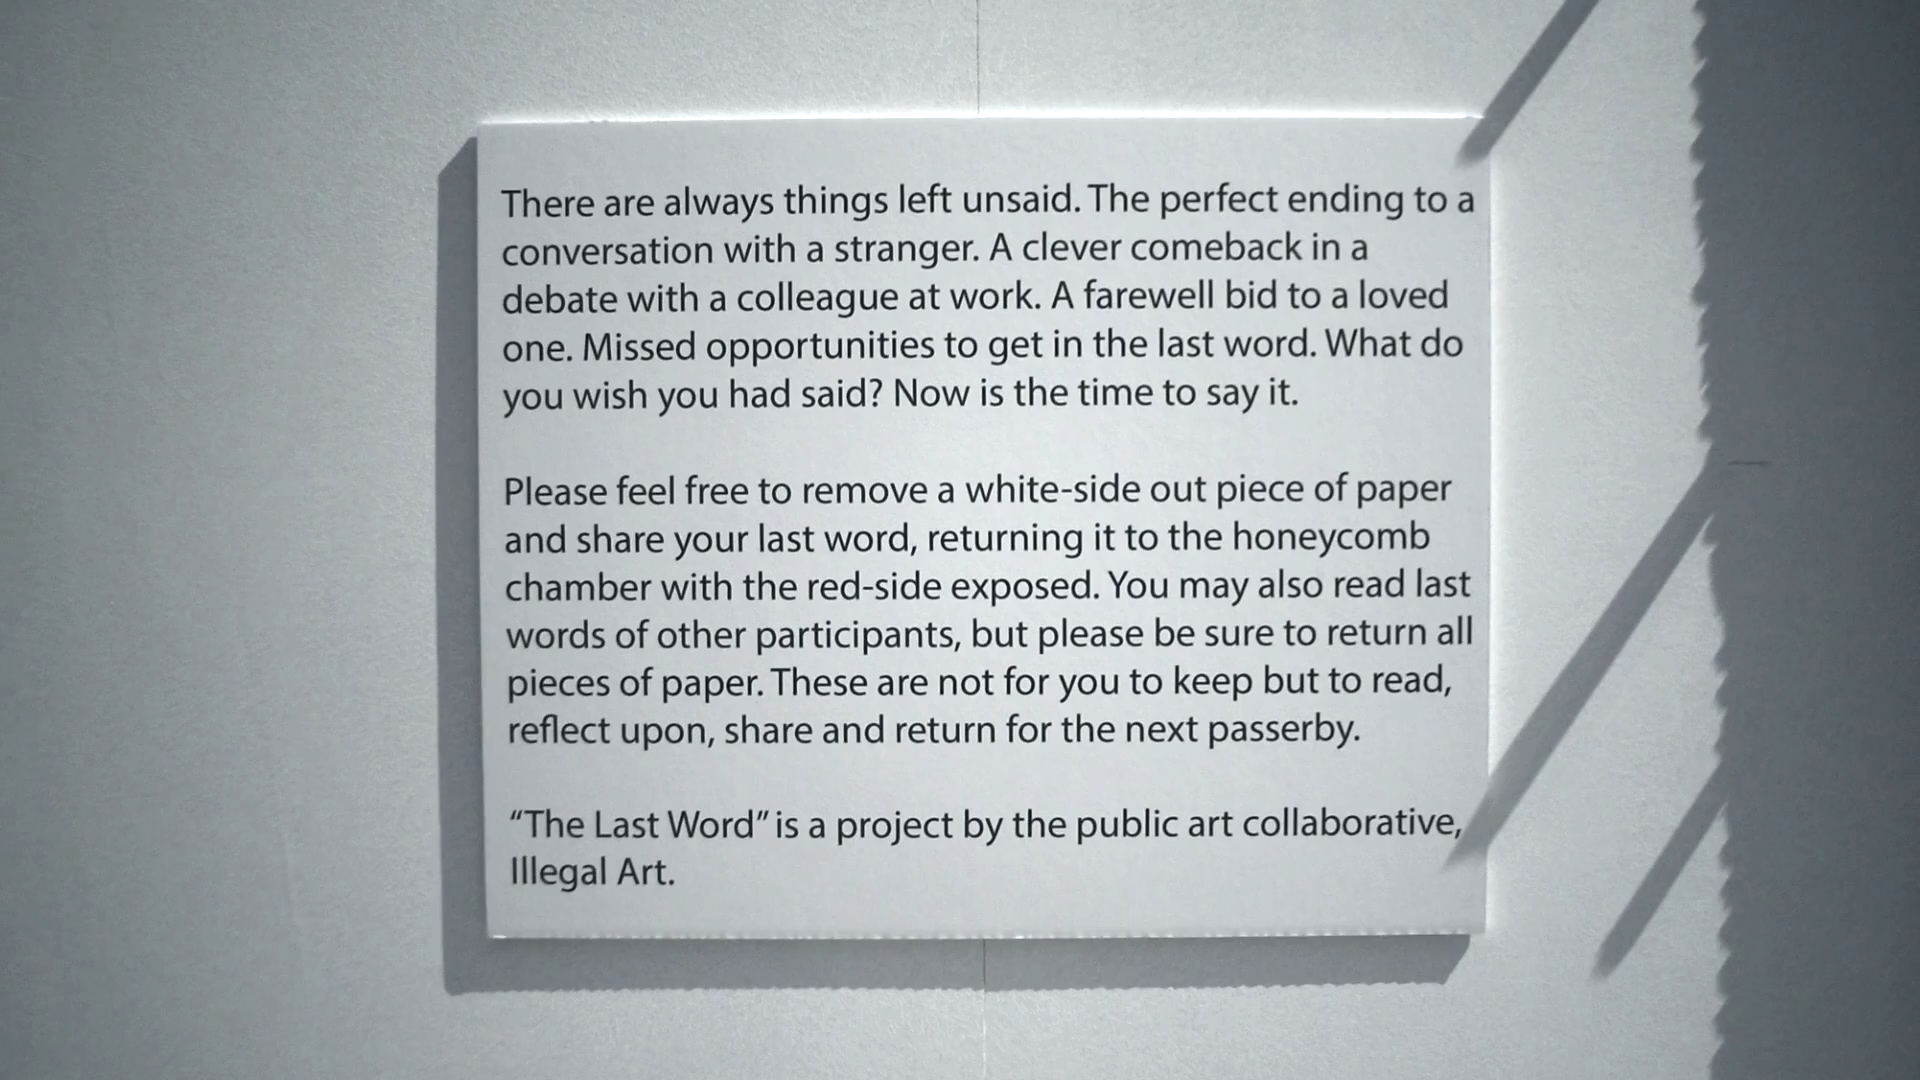 There are always things left unsaid. The perfect ending to a
conversation with a stranger. A clever comeback in a
debate with a colleague at work. A farewell bid to a loved
one. Missed opportunities to get in the last word. What do
you wish you had said? Now is the time to say it.
Please feel free to remove a white-side out piece of paper
and share your last word, returning it to the honeycomb
chamber with the red-side exposed. You may also read last
words of other participants, but please be sure to return all
pieces of paper. These are not for you to keep but to read,
reflect upon, share and return for the next passerby.
“The Last Word” is a project by the public art collaborative,
Illegal Art.